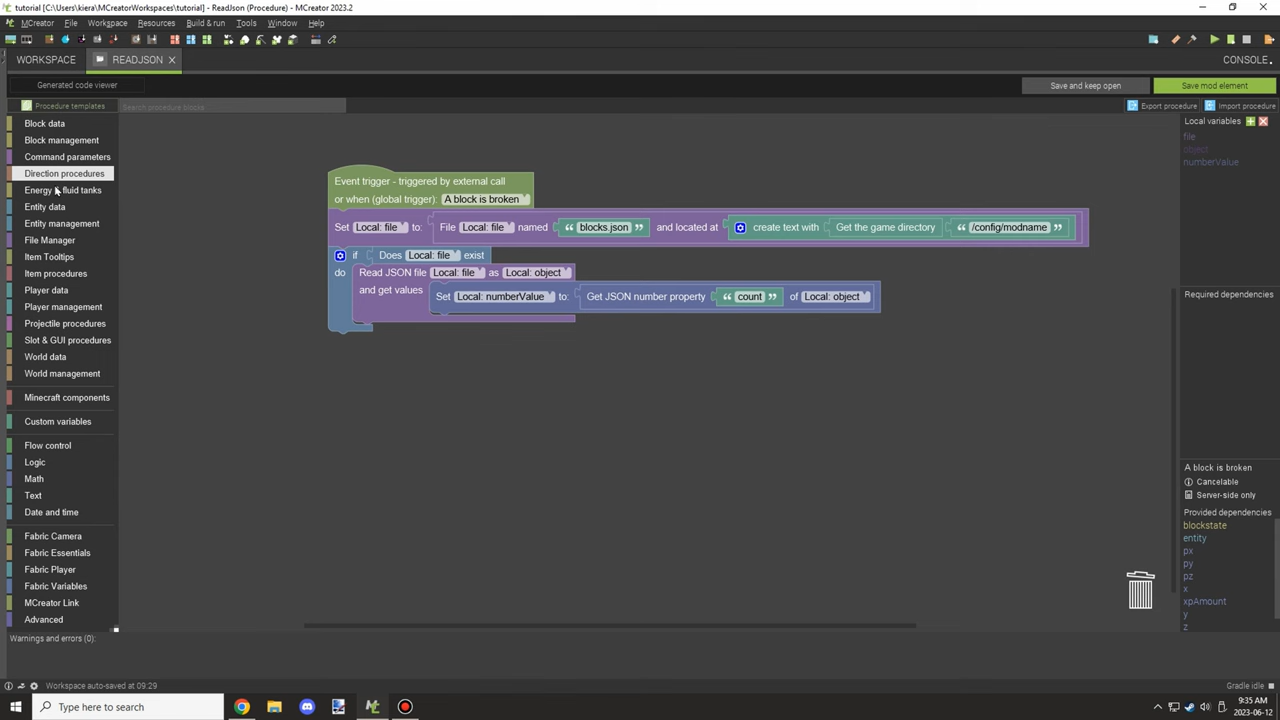 tutorial [C:\Users\kiera\MCreatorWorkspaces\tutorial] - ReadJson (Procedure) - MCreator 2023.2
MCreator File Workspace Resources Build & run Tools Window Help
WORKSPACE READJSON CONSOLE
Generated code viewer Save and keep open Save mod element
Procedure templates Search procedure blocks Export procedure Import procedure
Block data
Block management
Command parameters
Direction procedures
Energy & fluid tanks
Entity data
Entity management
File Manager
Item Tooltips
Item procedures
Player data
Player management
Projectile procedures
Slot & GUI procedures
World data
World management
Minecraft components
Custom variables
Flow control
Logic
Math
Text
Date and time
Fabric Camera
Fabric Essentials
Fabric Player
Fabric Variables
MCreator Link
Advanced
Event trigger - triggered by external call
or when (global trigger): A block is broken
Set Local: file to: File Local: file named “ blocks.json ” and located at create text with Get the game directory “ /config/modname ”
if Does Local: file exist
do Read JSON file Local: file as Local: object
and get values Set Local: numberValue to: Get JSON number property “ count ” of Local: object
Local variables
file
object
numberValue
Required dependencies
A block is broken
Cancelable
Server-side only
Provided dependencies
blockstate
entity
px
py
pz
x
xpAmount
y
z
Warnings and errors (0):
Workspace auto-saved at 09:29 Gradle idle
Type here to search
9:35 AM
2023-06-12